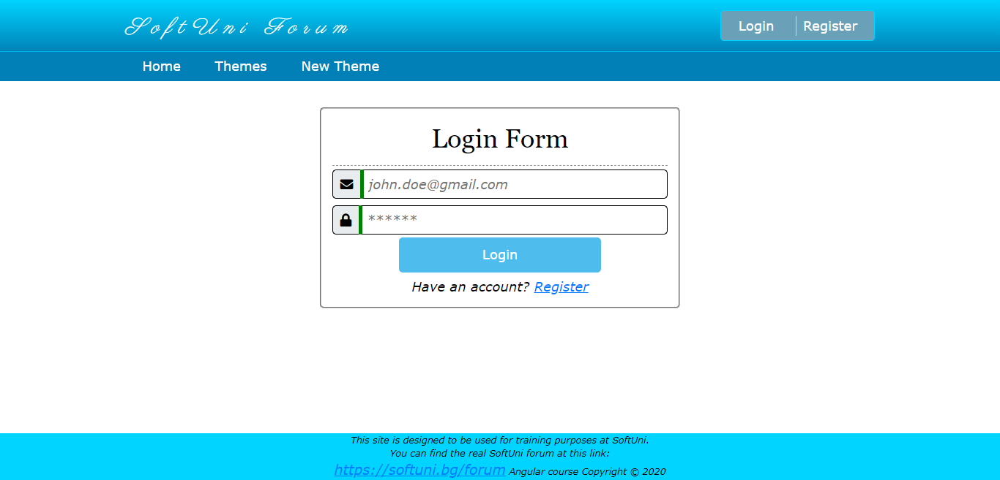 SoftUni Forum
Login Register
Home Themes New Theme
Login Form
john.doe@gmail.com
******
Login
Have an account? Register
This site is designed to be used for training purposes at SoftUni.
You can find the real SoftUni forum at this link:
https://softuni.bg/forum Angular course Copyright © 2020